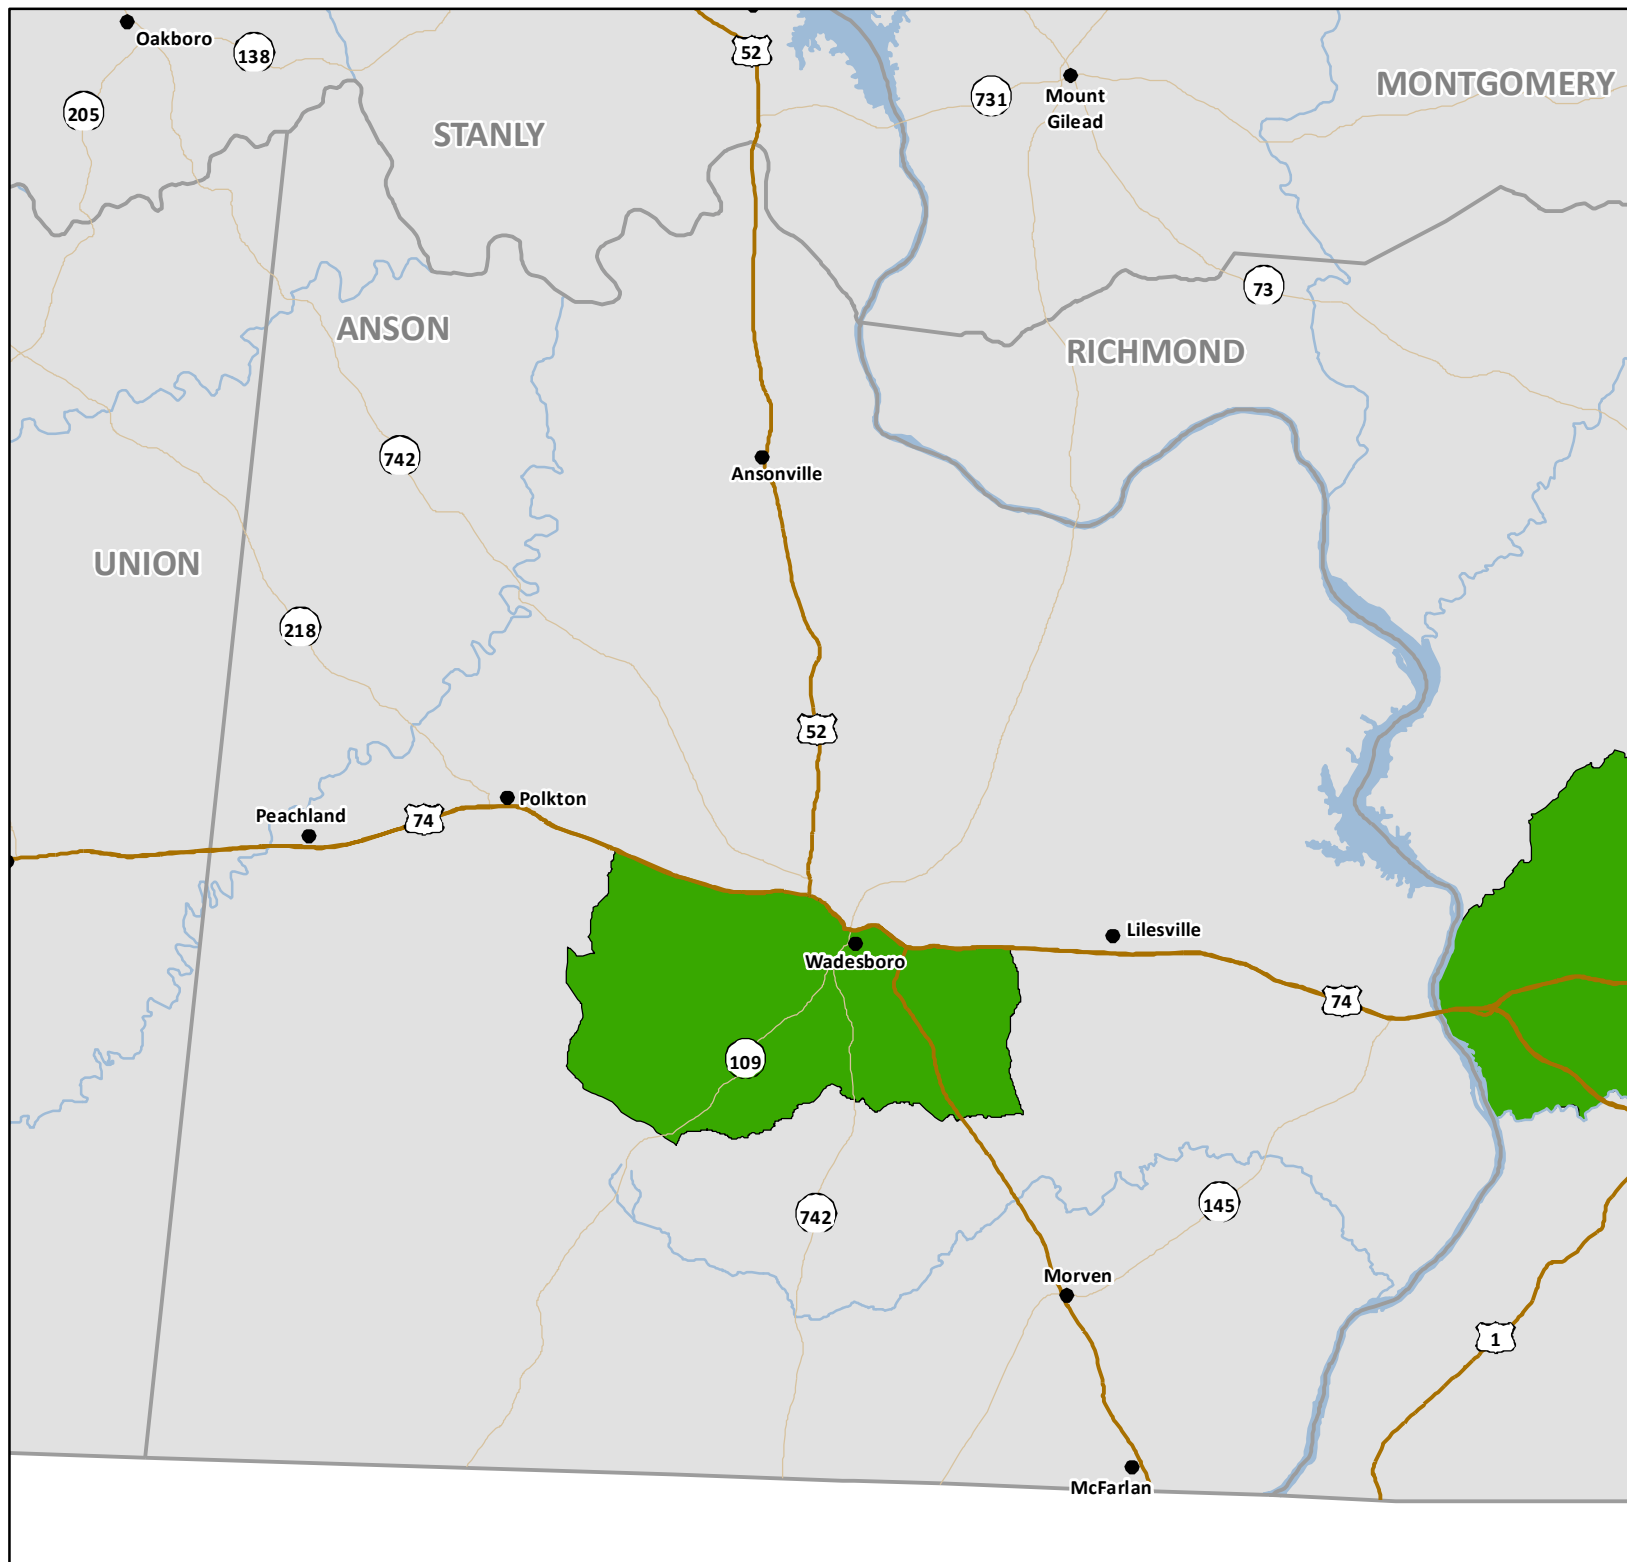 Oakboro
138
52
205
731
Mount
Gilead
MONTGOMERY
STANLY
73
ANSON
RICHMOND
742
Ansonville
UNION
218
52
Polkton
Peachland
74
Lilesville
Wadesboro
74
109
145
742
Morven
1
McFarlan